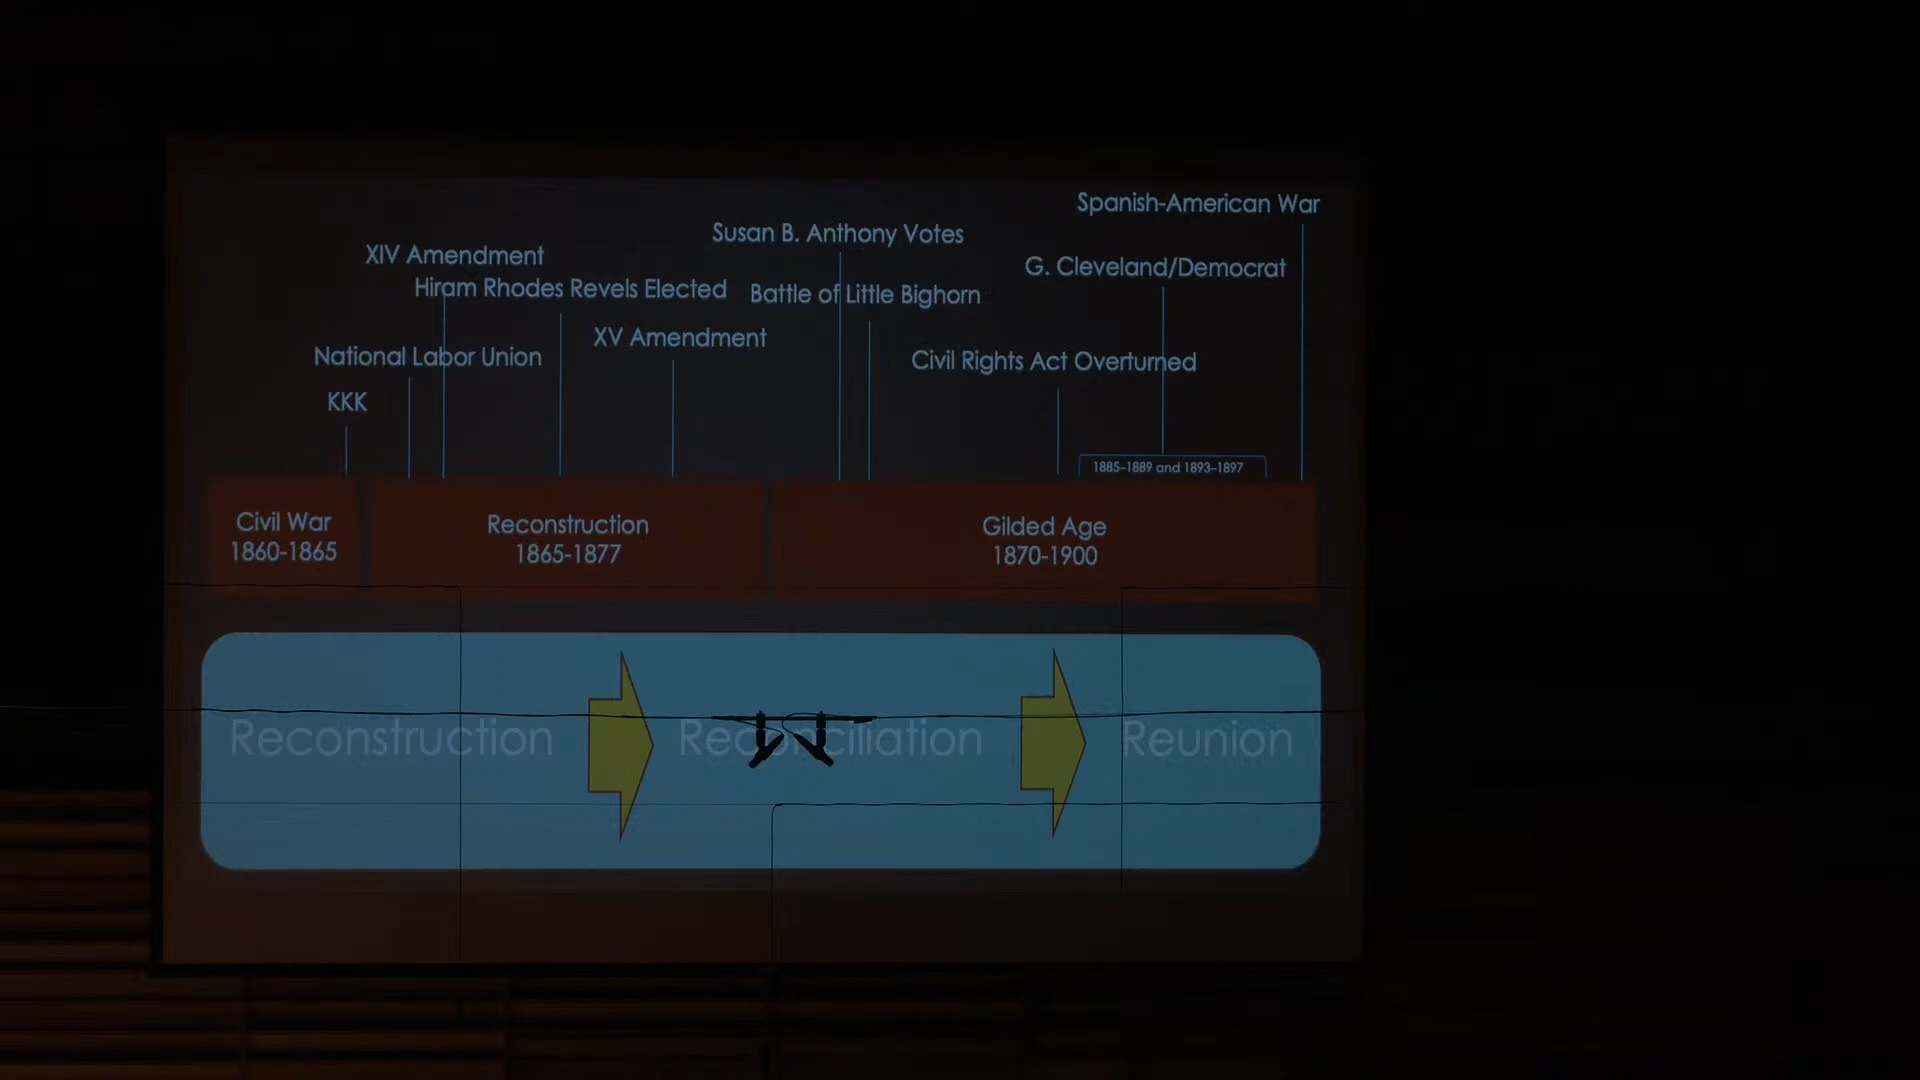 Spanish-American War
Susan B. Anthony Votes
XIV Amendment
G. Cleveland/Democrat
Hiram Rhodes Revels Elected
Battle of Little Bighorn
XV Amendment
National Labor Union
Civil Rights Act Overturned
KKK
1885-1889 and 1893-1897
Civil War
1860-1865
Reconstruction
1865-1877
Gilded Age
1870-1900
Reconstruction
Reconciliation
Reunion